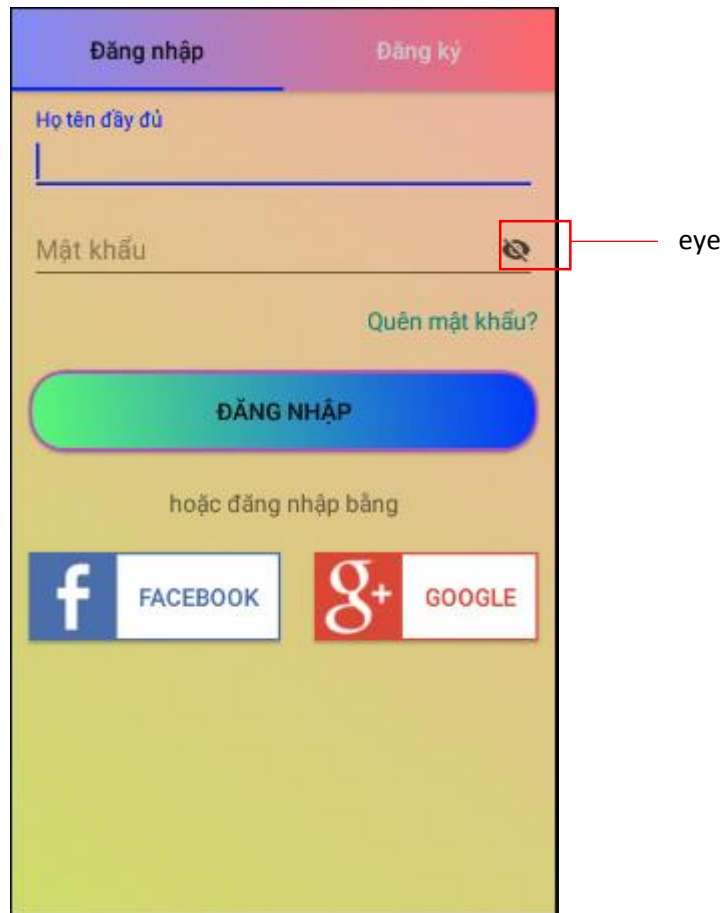 Đăng nhập
Đăng ký
Họ tên đầy đủ
Mật khẩu
eye
Quên mật khẩu?
ĐĂNG NHẬP
hoặc đăng nhập bằng
f FACEBOOK
g+ GOOGLE